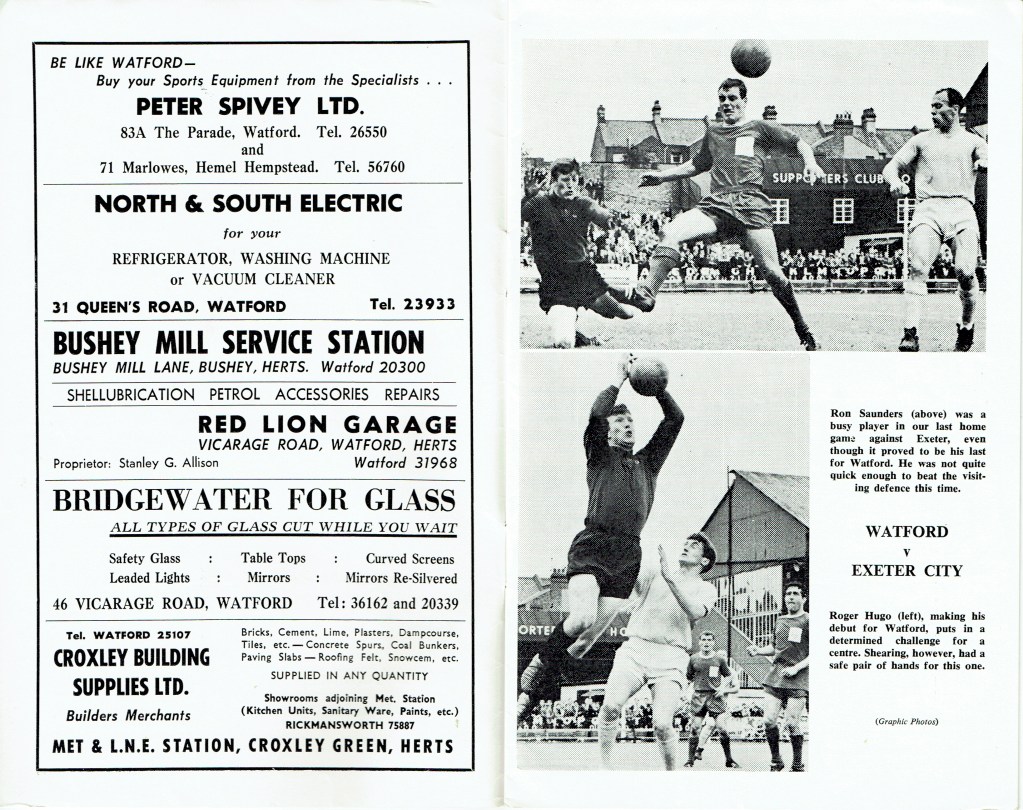 BE LIKE WATFORD—
Buy your Sports Equipment from the Specialists . . .
PETER SPIVEY LTD.
83A The Parade, Watford. Tel. 26550
and
71 Marlowes, Hemel Hempstead. Tel. 56760
NORTH & SOUTH ELECTRIC
for your
REFRIGERATOR, WASHING MACHINE
or VACUUM CLEANER
31 QUEEN'S ROAD, WATFORD Tel. 23933
BUSHEY MILL SERVICE STATION
BUSHEY MILL LANE, BUSHEY, HERTS. Watford 20300
SHELLUBRICATION PETROL ACCESSORIES REPAIRS
RED LION GARAGE
VICARAGE ROAD, WATFORD, HERTS
Proprietor: Stanley G. Allison Watford 31968
BRIDGEWATER FOR GLASS
ALL TYPES OF GLASS CUT WHILE YOU WAIT
Safety Glass : Table Tops : Curved Screens
Leaded Lights : Mirrors : Mirrors Re-Silvered
46 VICARAGE ROAD, WATFORD Tel: 36162 and 20339
Tel. WATFORD 25107
CROXLEY BUILDING
SUPPLIES LTD.
Builders Merchants
Bricks, Cement, Lime, Plasters, Dampcourse,
Tiles, etc.—Concrete Spurs, Coal Bunkers,
Paving Slabs—Roofing Felt, Snowcem, etc.
SUPPLIED IN ANY QUANTITY
Showrooms adjoining Met. Station
(Kitchen Units, Sanitary Ware, Paints, etc.)
RICKMANSWORTH 75887
MET & L.N.E. STATION, CROXLEY GREEN, HERTS
SUPPORTERS CLUB
Ron Saunders (above) was a
busy player in our last home
game against Exeter, even
though it proved to be his last
for Watford. He was not quite
quick enough to beat the visit-
ing defence this time.
WATFORD
v
EXETER CITY
Roger Hugo (left), making his
debut for Watford, puts in a
determined challenge for a
centre. Shearing, however, had a
safe pair of hands for this one.
(Graphic Photos)